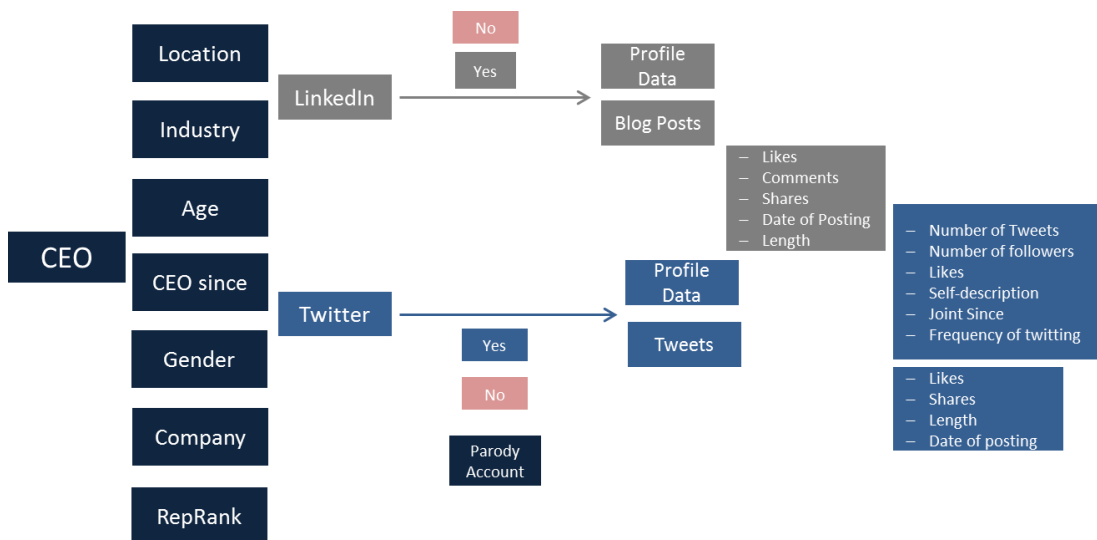 CEO
Location
Industry
Age
CEO since
Gender
Company
RepRank
LinkedIn
No
Yes
Profile
Data
Blog Posts
– Likes
– Comments
– Shares
– Date of Posting
– Length
Twitter
Yes
No
Parody
Account
Profile
Data
Tweets
– Number of Tweets
– Number of followers
– Likes
– Self-description
– Joint Since
– Frequency of twitting
– Likes
– Shares
– Length
– Date of posting